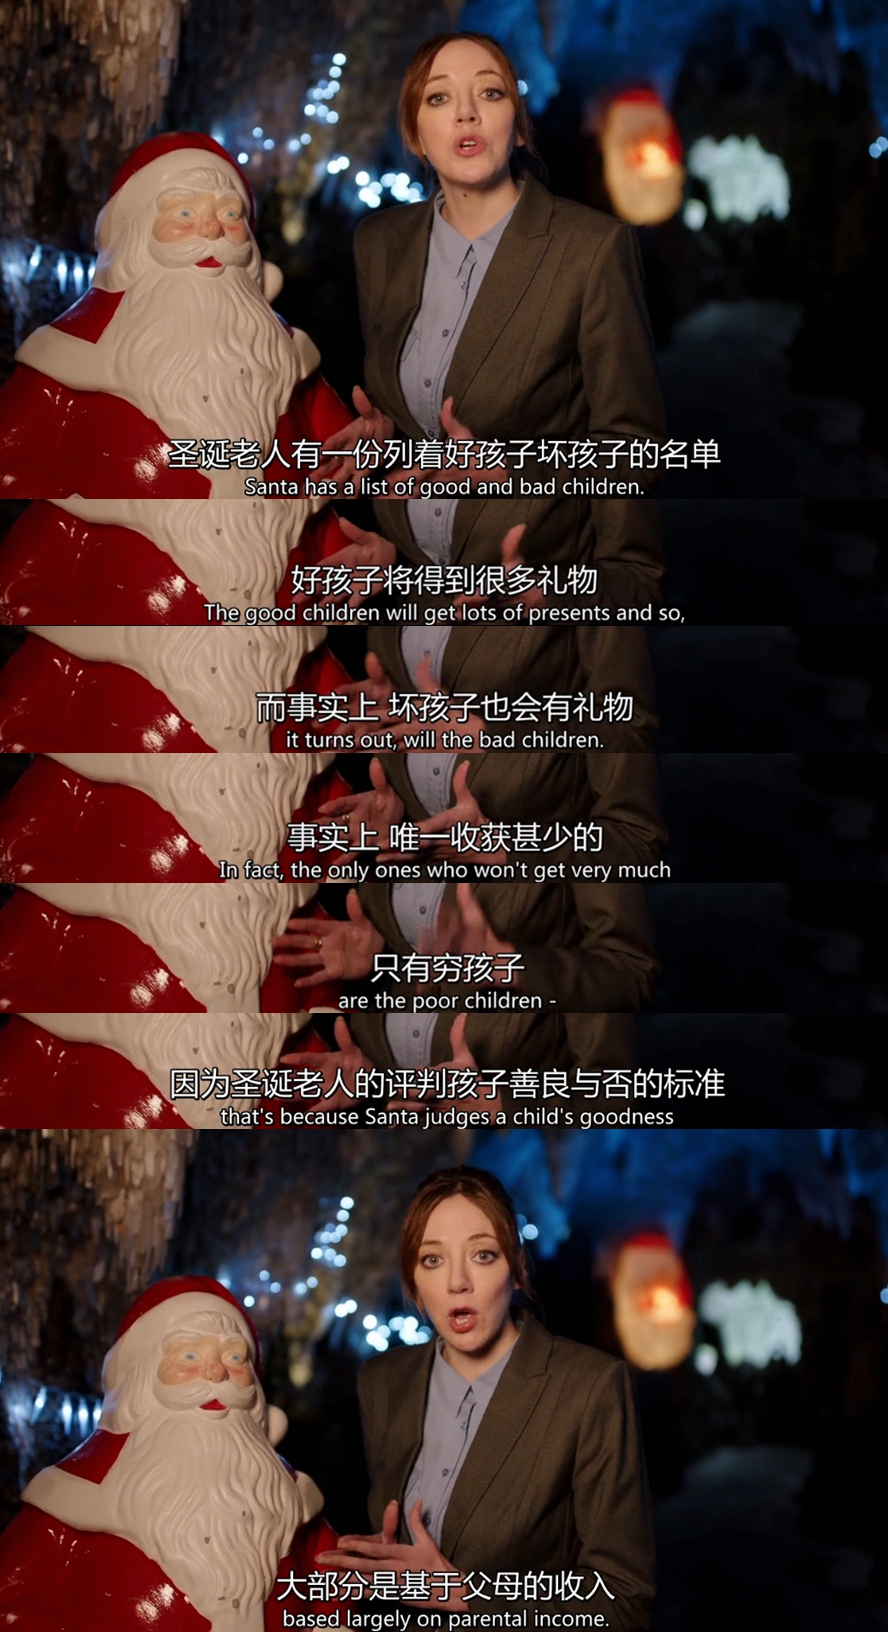 圣诞老人有一份列着好孩子坏孩子的名单
Santa has a list of good and bad children.
好孩子将得到很多礼物
The good children will get lots of presents and so,
而事实上 坏孩子也会有礼物
it turns out, will the bad children.
事实上 唯一收获甚少的
In fact, the only ones who won't get very much
只有穷孩子
are the poor children -
因为圣诞老人的评判孩子善良与否的标准
that's because Santa judges a child's goodness
大部分是基于父母的收入
based largely on parental income.